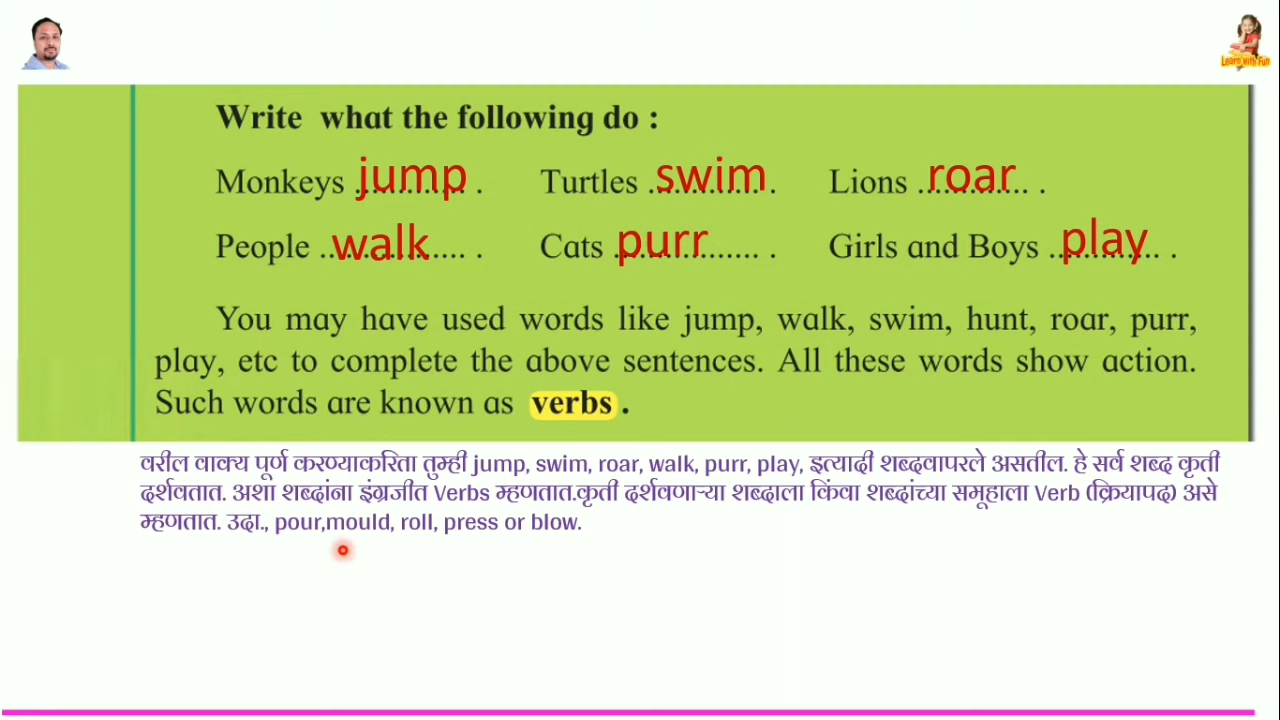 Learn with Fun
Write what the following do :
Monkeys jump . Turtles swim . Lions roar .
People walk . Cats purr . Girls and Boys play .
You may have used words like jump, walk, swim, hunt, roar, purr,
play, etc to complete the above sentences. All these words show action.
Such words are known as verbs .
वरील वाक्य पूर्ण करण्याकरिता तुम्ही jump, swim, roar, walk, purr, play, इत्यादी शब्दवापरले असतील. हे सर्व शब्द कृती
दर्शवतात. अशा शब्दांना इंग्रजीत Verbs म्हणतात.कृती दर्शवणाऱ्या शब्दाला किंवा शब्दांच्या समूहाला Verb (क्रियापद) असे
म्हणतात. उदा., pour,mould, roll, press or blow.